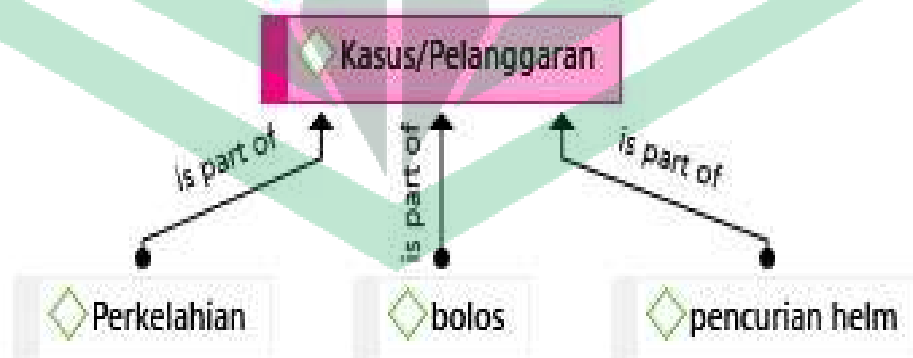 Kasus/Pelanggaran
is part of
is part of
is part of
Perkelahian
bolos
pencurian helm